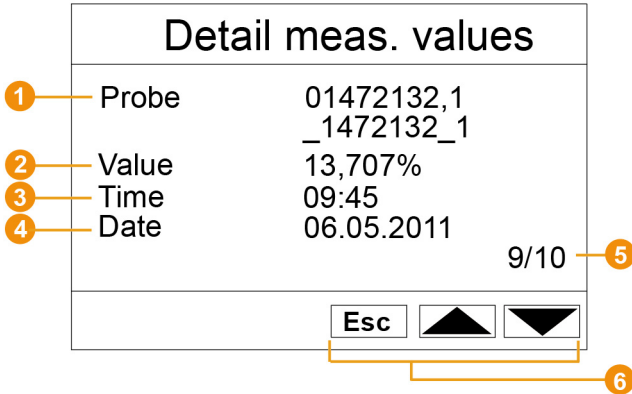 Detail meas. values
1 Probe 01472132,1
_1472132_1
2 Value 13,707%
3 Time 09:45
4 Date 06.05.2011
9/10 5
Esc
6